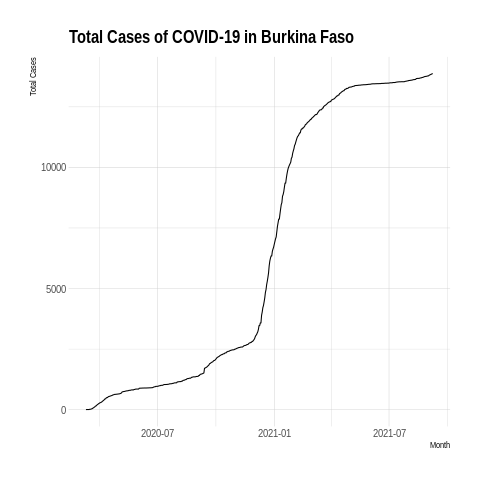 Total Cases of COVID-19 in Burkina Faso
Total Cases
10000
5000
0
2020-07
2021-01
2021-07
Month